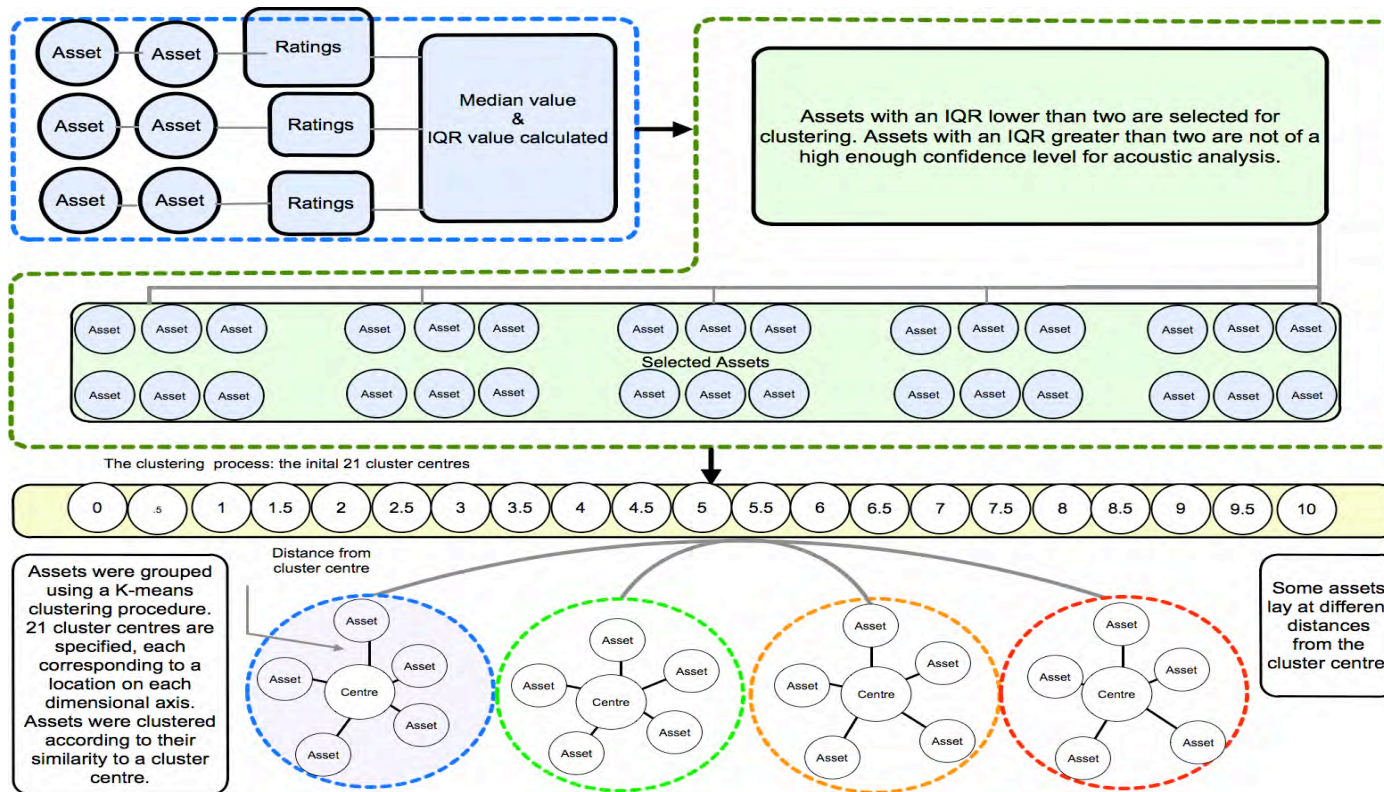 Asset Asset Ratings
Asset Asset Ratings
Asset Asset Ratings
Median value
&
IQR value calculated
Assets with an IQR lower than two are selected for
clustering. Assets with an IQR greater than two are not of a
high enough confidence level for acoustic analysis.
Asset Asset Asset Asset Asset Asset Asset Asset Asset Asset Asset Asset Asset Asset Asset
Selected Assets
Asset Asset Asset Asset Asset Asset Asset Asset Asset Asset Asset Asset Asset Asset Asset
The clustering process: the inital 21 cluster centres
0 .5 1 1.5 2 2.5 3 3.5 4 4.5 5 5.5 6 6.5 7 7.5 8 8.5 9 9.5 10
Assets were grouped
using a K-means
clustering procedure.
21 cluster centres are
specified, each
corresponding to a
location on each
dimensional axis.
Assets were clustered
according to their
similarity to a cluster
centre.
Distance from
cluster centre
Asset
Asset
Asset
Centre
Asset
Asset
Asset
Asset
Asset
Centre
Asset
Asset
Asset
Asset
Asset
Centre
Asset
Asset
Asset
Asset
Asset
Centre
Asset
Asset
Some assets
lay at differen
distances
from the
cluster centre